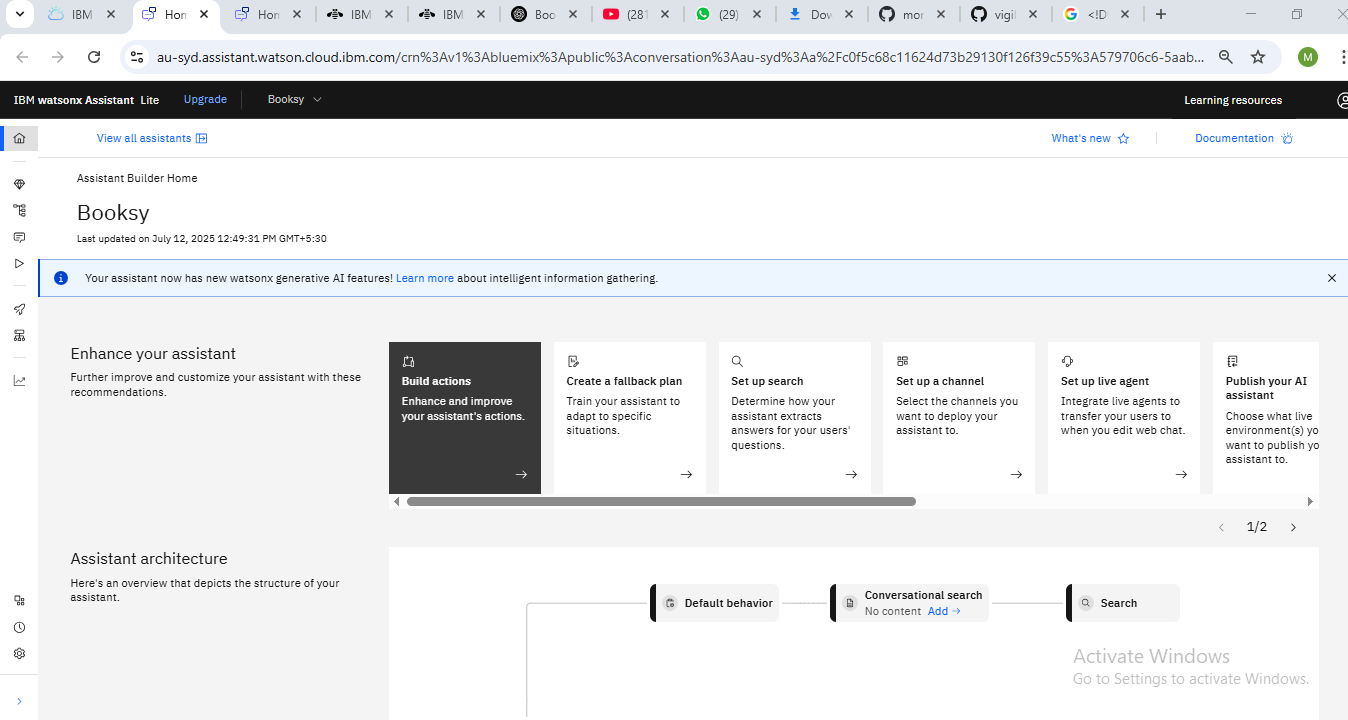 IBM
Hon
Hon
IBM
IBM
Boo
(281
(29)
Dow
mor
vigil
<!D
au-syd.assistant.watson.cloud.ibm.com/crn%3Av1%3Abluemix%3Apublic%3Aconversation%3Aau-syd%3Aa%2Fc0f5c68c11624d73b29130f126f39c55%3A579706c6-5aab...
M
IBM watsonx Assistant Lite
Upgrade
Booksy
Learning resources
View all assistants
What's new
Documentation
Assistant Builder Home
Booksy
Last updated on July 12, 2025 12:49:31 PM GMT+5:30
Your assistant now has new watsonx generative AI features! Learn more about intelligent information gathering.
Enhance your assistant
Further improve and customize your assistant with these
recommendations.
Build actions
Enhance and improve
your assistant's actions.
Create a fallback plan
Train your assistant to
adapt to specific
situations.
Set up search
Determine how your
assistant extracts
answers for your users'
questions.
Set up a channel
Select the channels you
want to deploy your
assistant to.
Set up live agent
Integrate live agents to
transfer your users to
when you edit web chat.
Publish your AI
assistant
Choose what live
environment(s) yo
want to publish yo
assistant to.
1/2
Assistant architecture
Here's an overview that depicts the structure of your
assistant.
Default behavior
Conversational search
No content Add
Search
Activate Windows
Go to Settings to activate Windows.